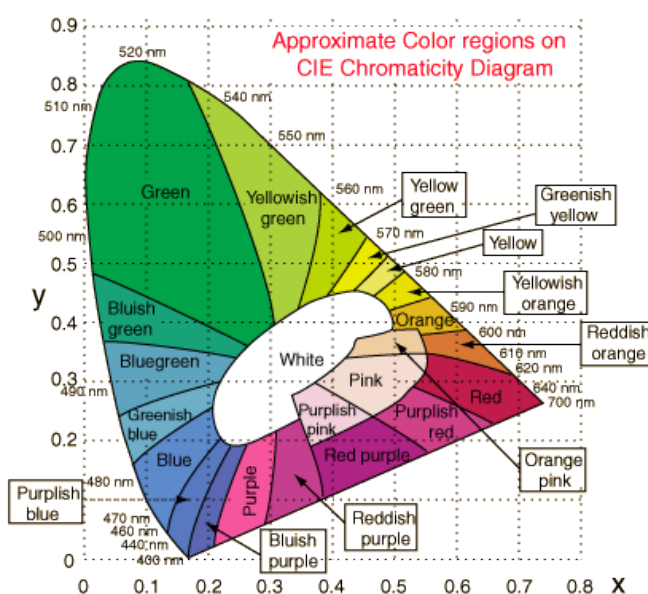 Approximate Color regions on
CIE Chromaticity Diagram
0.9
0.8
0.7
0.6
0.5
0.4
0.3
0.2
0
y
0
0.1
0.2
0.3
0.4
0.5
0.6
0.7
0.8
x
520 nm
510 nm
540 nm
550 nm
560 nm
500 nm
570 nm
580 nm
590 nm
600 nm
610 nm
620 nm
640 nm
700 nm
490 nm
480 nm
470 nm
460 nm
440 nm
400 nm
Green
Yellowish
green
Yellow
green
Greenish
yellow
Yellow
Yellowish
orange
Orange
Reddish
orange
Bluish
green
Bluegreen
Greenish
blue
White
Pink
Red
Purplish
pink
Purplish
red
Blue
Red purple
Purple
Orange
pink
Purplish
blue
Reddish
purple
Bluish
purple